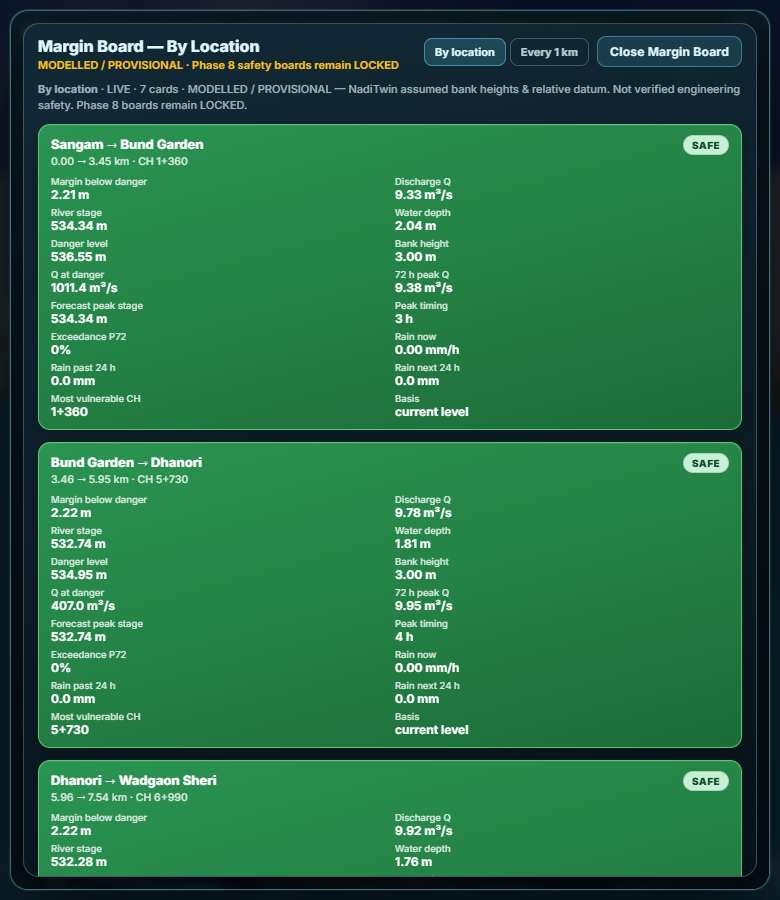 Margin Board — By Location
MODELLED / PROVISIONAL · Phase 8 safety boards remain LOCKED
By location
Every 1 km
Close Margin Board
By location · LIVE · 7 cards · MODELLED / PROVISIONAL — NadiTwin assumed bank heights & relative datum. Not verified engineering
safety. Phase 8 boards remain LOCKED.
Sangam → Bund Garden
SAFE
0.00 → 3.45 km · CH 1+360
Margin below danger
2.21 m
Discharge Q
9.33 m³/s
River stage
534.34 m
Water depth
2.04 m
Danger level
536.55 m
Bank height
3.00 m
Q at danger
1011.4 m³/s
72 h peak Q
9.38 m³/s
Forecast peak stage
534.34 m
Peak timing
3 h
Exceedance P72
0%
Rain now
0.00 mm/h
Rain past 24 h
0.0 mm
Rain next 24 h
0.0 mm
Most vulnerable CH
1+360
Basis
current level
Bund Garden → Dhanori
SAFE
3.46 → 5.95 km · CH 5+730
Margin below danger
2.22 m
Discharge Q
9.78 m³/s
River stage
532.74 m
Water depth
1.81 m
Danger level
534.95 m
Bank height
3.00 m
Q at danger
407.0 m³/s
72 h peak Q
9.95 m³/s
Forecast peak stage
532.74 m
Peak timing
4 h
Exceedance P72
0%
Rain now
0.00 mm/h
Rain past 24 h
0.0 mm
Rain next 24 h
0.0 mm
Most vulnerable CH
5+730
Basis
current level
Dhanori → Wadgaon Sheri
SAFE
5.96 → 7.54 km · CH 6+990
Margin below danger
2.22 m
Discharge Q
9.92 m³/s
River stage
532.28 m
Water depth
1.76 m